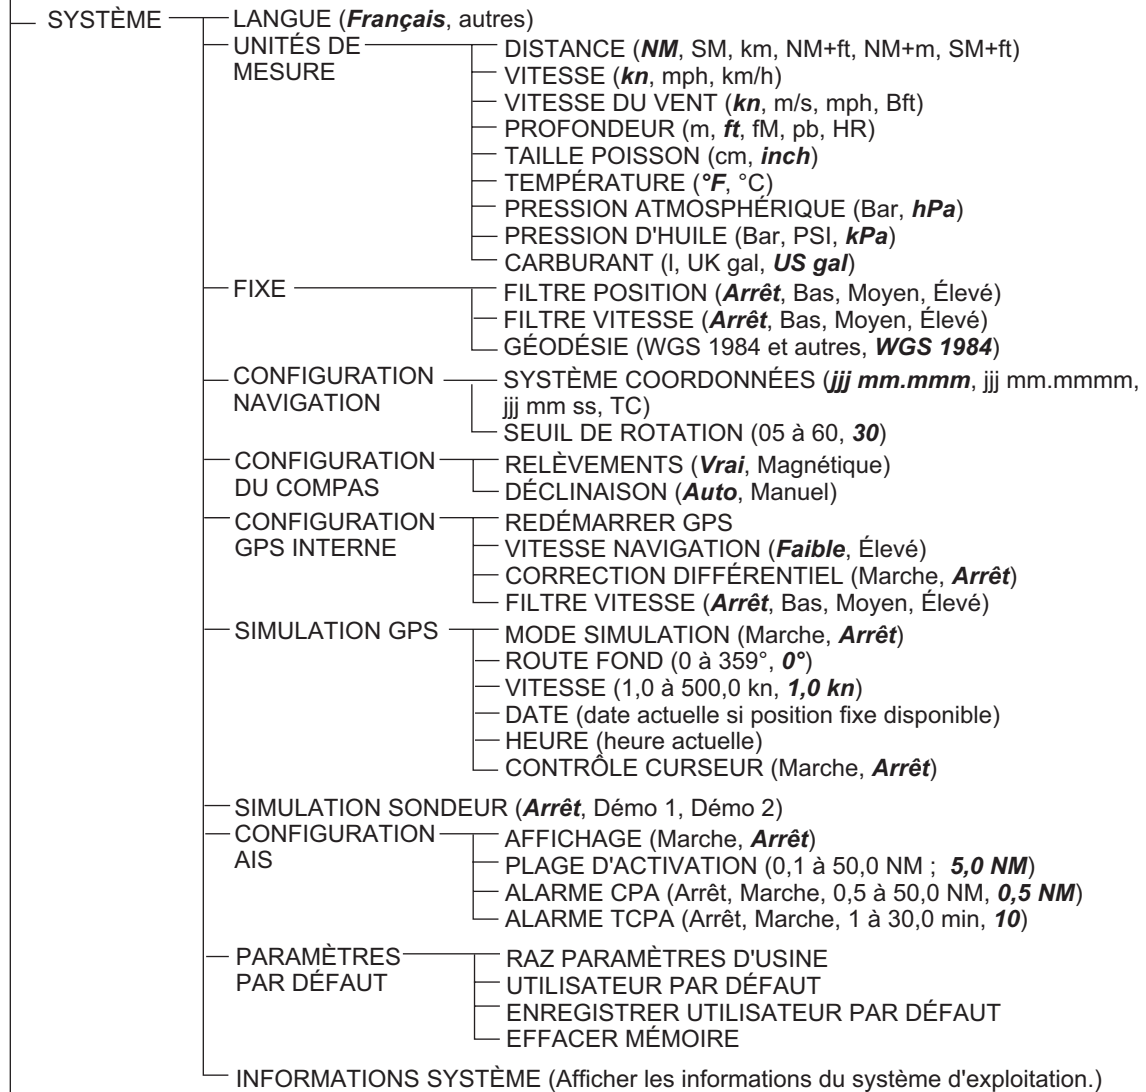 SYSTÈME
LANGUE (Français, autres)
UNITÉS DE
MESURE
DISTANCE (NM, SM, km, NM+ft, NM+m, SM+ft)
VITESSE (kn, mph, km/h)
VITESSE DU VENT (kn, m/s, mph, Bft)
PROFONDEUR (m, ft, fM, pb, HR)
TAILLE POISSON (cm, inch)
TEMPÉRATURE (°F, °C)
PRESSION ATMOSPHÉRIQUE (Bar, hPa)
PRESSION D'HUILE (Bar, PSI, kPa)
CARBURANT (l, UK gal, US gal)
FIXE
FILTRE POSITION (Arrêt, Bas, Moyen, Élevé)
FILTRE VITESSE (Arrêt, Bas, Moyen, Élevé)
GÉODÉSIE (WGS 1984 et autres, WGS 1984)
CONFIGURATION
NAVIGATION
SYSTÈME COORDONNÉES (jjj mm.mmm, jjj mm.mmmm,
jjj mm ss, TC)
SEUIL DE ROTATION (05 à 60, 30)
CONFIGURATION
DU COMPAS
RELÈVEMENTS (Vrai, Magnétique)
DÉCLINAISON (Auto, Manuel)
CONFIGURATION
GPS INTERNE
REDÉMARRER GPS
VITESSE NAVIGATION (Faible, Élevé)
CORRECTION DIFFÉRENTIEL (Marche, Arrêt)
FILTRE VITESSE (Arrêt, Bas, Moyen, Élevé)
SIMULATION GPS
MODE SIMULATION (Marche, Arrêt)
ROUTE FOND (0 à 359°, 0°)
VITESSE (1,0 à 500,0 kn, 1,0 kn)
DATE (date actuelle si position fixe disponible)
HEURE (heure actuelle)
CONTRÔLE CURSEUR (Marche, Arrêt)
SIMULATION SONDEUR (Arrêt, Démo 1, Démo 2)
CONFIGURATION
AIS
AFFICHAGE (Marche, Arrêt)
PLAGE D'ACTIVATION (0,1 à 50,0 NM ; 5,0 NM)
ALARME CPA (Arrêt, Marche, 0,5 à 50,0 NM, 0,5 NM)
ALARME TCPA (Arrêt, Marche, 1 à 30,0 min, 10)
PARAMÈTRES
PAR DÉFAUT
RAZ PARAMÈTRES D'USINE
UTILISATEUR PAR DÉFAUT
ENREGISTRER UTILISATEUR PAR DÉFAUT
EFFACER MÉMOIRE
INFORMATIONS SYSTÈME (Afficher les informations du système d'exploitation.)